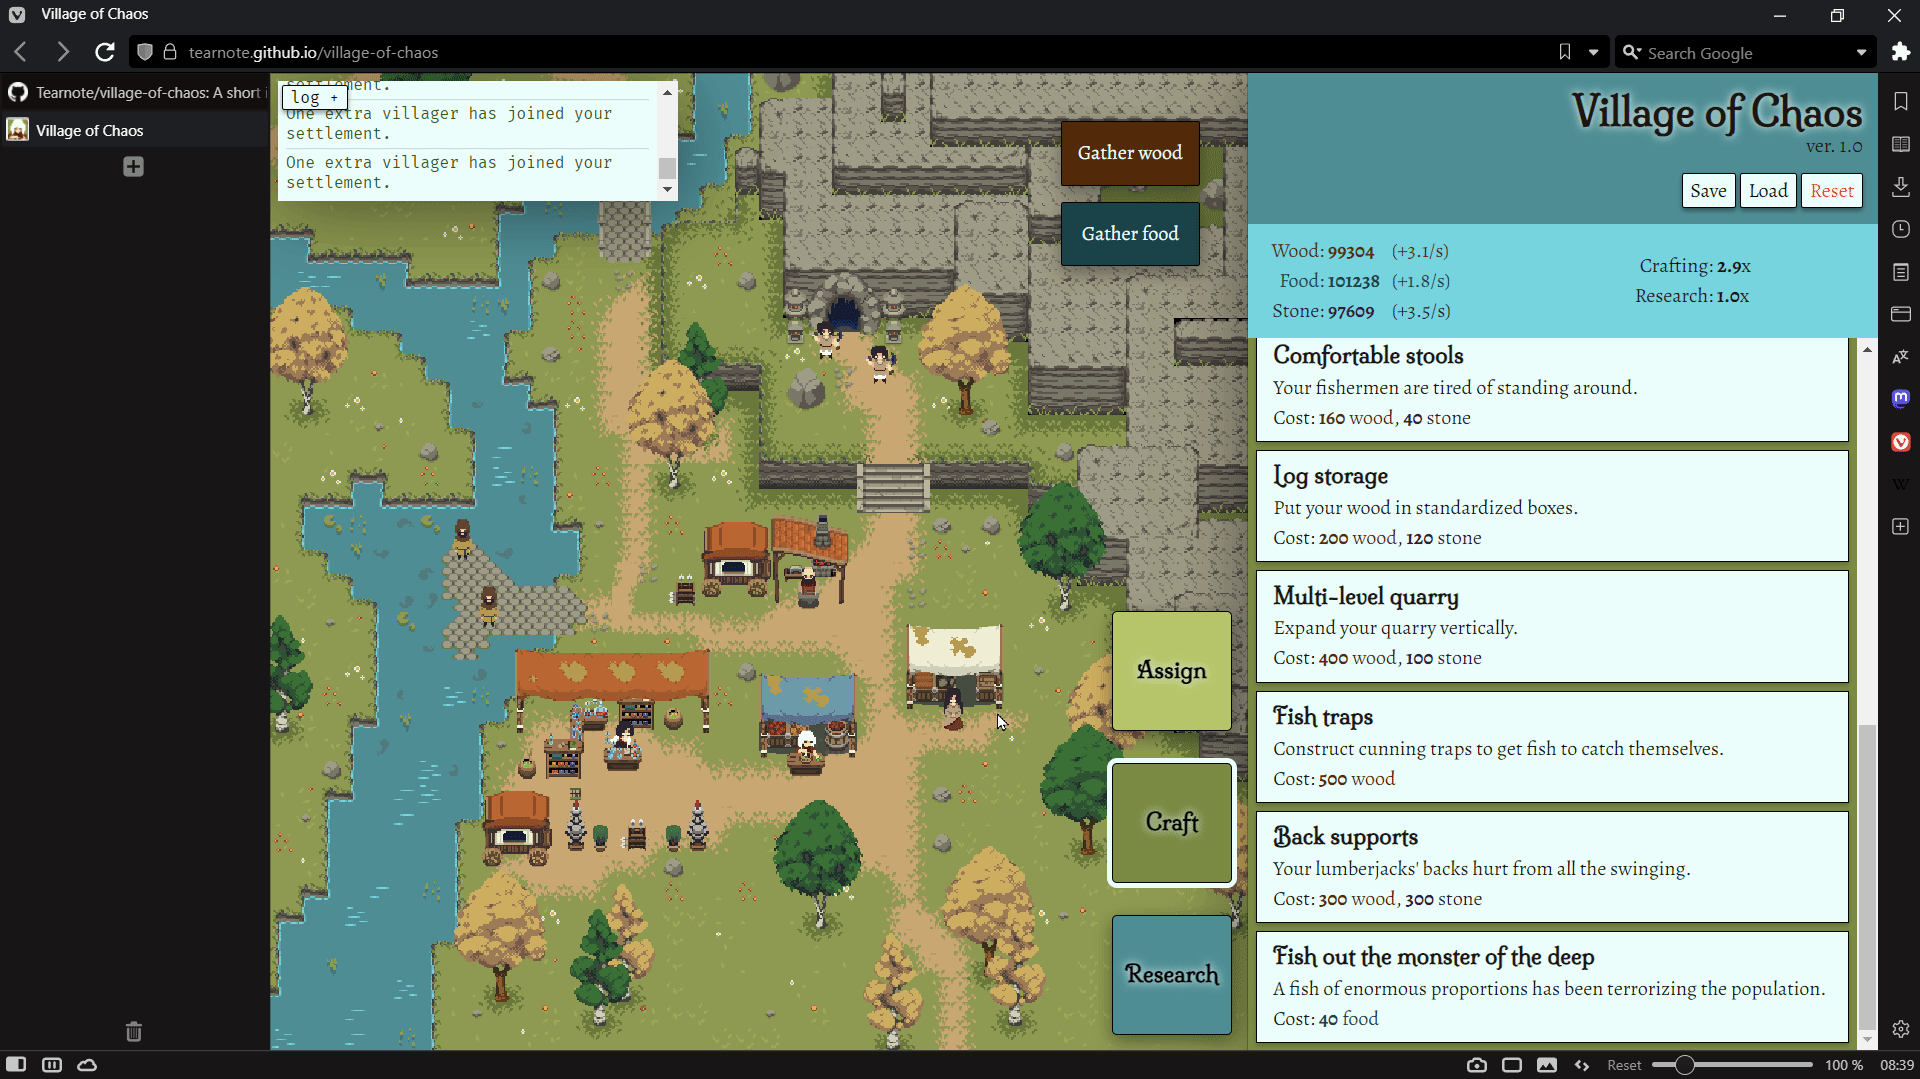 Village of Chaos
tearnote.github.io/village-of-chaos
Search Google
Tearnote/village-of-chaos: A short i
Village of Chaos
settlement.
log +
One extra villager has joined your
settlement.
One extra villager has joined your
settlement.
Gather wood
Gather food
Village of Chaos
ver. 1.0
Save
Load
Reset
Wood: 99304 (+3.1/s)
Food: 101238 (+1.8/s)
Stone: 97609 (+3.5/s)
Crafting: 2.9x
Research: 1.0x
Comfortable stools
Your fishermen are tired of standing around.
Cost: 160 wood, 40 stone
Log storage
Put your wood in standardized boxes.
Cost: 200 wood, 120 stone
Multi-level quarry
Expand your quarry vertically.
Cost: 400 wood, 100 stone
Fish traps
Construct cunning traps to get fish to catch themselves.
Cost: 500 wood
Back supports
Your lumberjacks' backs hurt from all the swinging.
Cost: 300 wood, 300 stone
Fish out the monster of the deep
A fish of enormous proportions has been terrorizing the population.
Cost: 40 food
Assign
Craft
Research
Reset
100 %
08:39